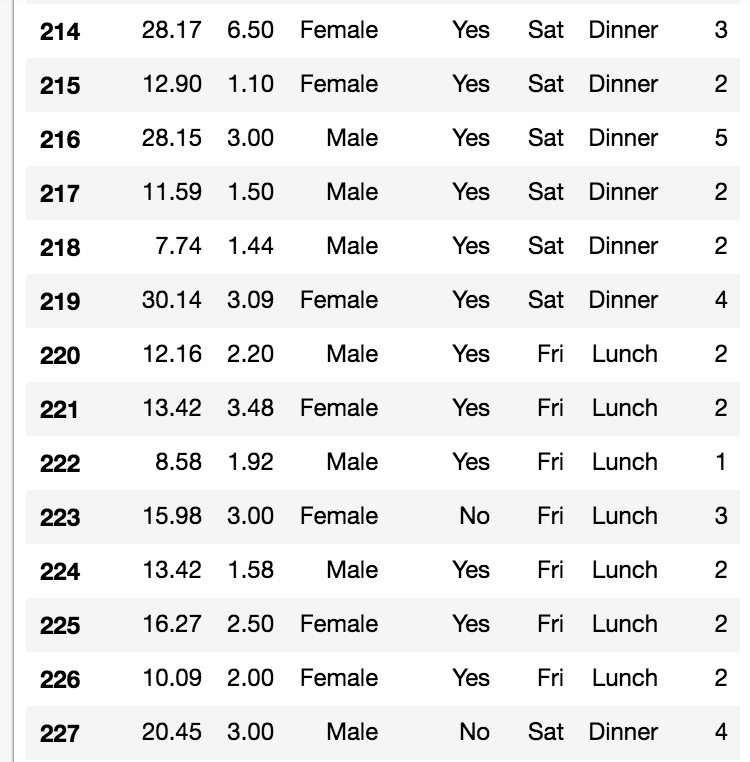 214 28.17 6.50 Female Yes Sat Dinner 3
215 12.90 1.10 Female Yes Sat Dinner 2
216 28.15 3.00 Male Yes Sat Dinner 5
217 11.59 1.50 Male Yes Sat Dinner 2
218 7.74 1.44 Male Yes Sat Dinner 2
219 30.14 3.09 Female Yes Sat Dinner 4
220 12.16 2.20 Male Yes Fri Lunch 2
221 13.42 3.48 Female Yes Fri Lunch 2
222 8.58 1.92 Male Yes Fri Lunch 1
223 15.98 3.00 Female No Fri Lunch 3
224 13.42 1.58 Male Yes Fri Lunch 2
225 16.27 2.50 Female Yes Fri Lunch 2
226 10.09 2.00 Female Yes Fri Lunch 2
227 20.45 3.00 Male No Sat Dinner 4